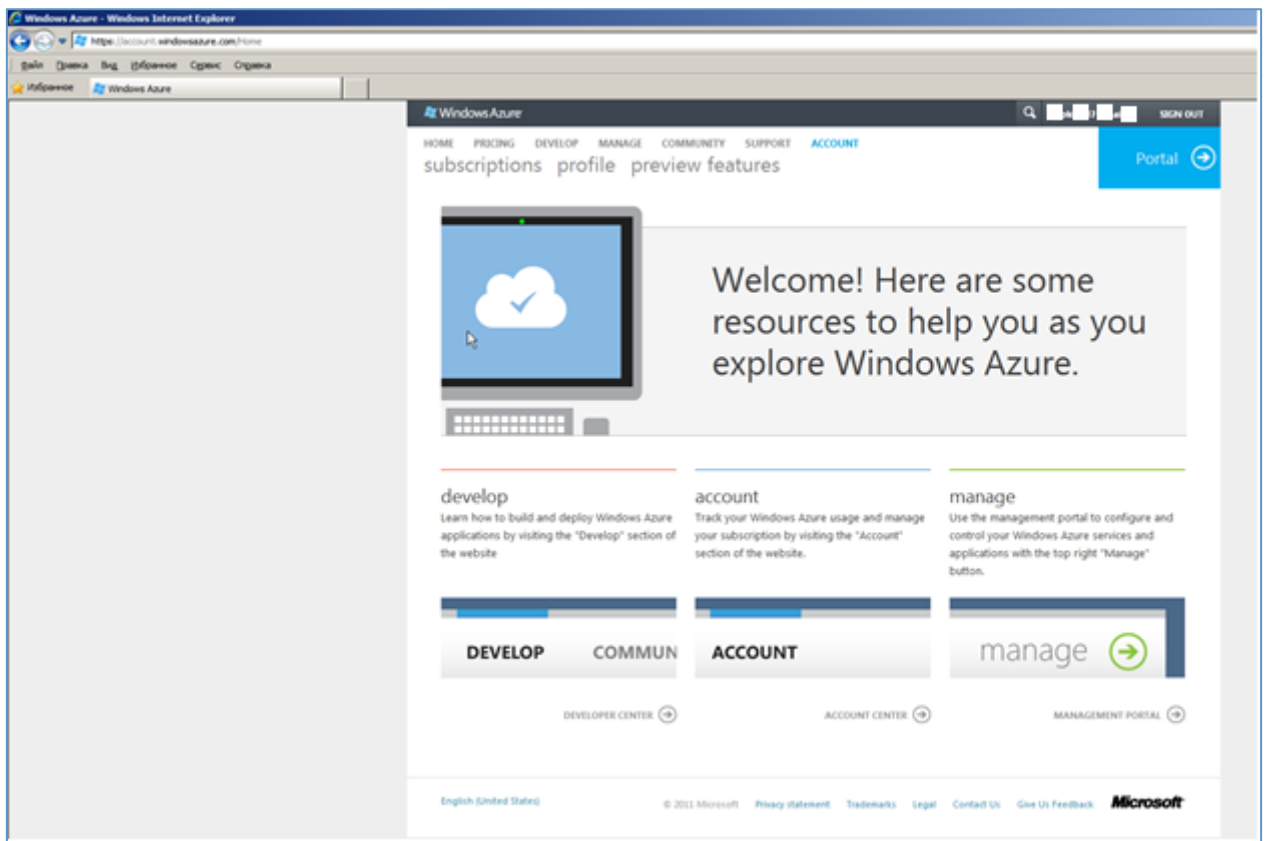 Windows Azure - Windows Internet Explorer
https://account.windowsazure.com/Home
Файл Правка Вид Избранное Сервис Справка
Избранное Windows Azure
Windows Azure SIGN OUT
HOME PRICING DEVELOP MANAGE COMMUNITY SUPPORT ACCOUNT
subscriptions profile preview features
Portal
Welcome! Here are some
resources to help you as you
explore Windows Azure.
develop
Learn how to build and deploy Windows Azure
applications by visiting the "Develop" section of
the website
account
Track your Windows Azure usage and manage
your subscription by visiting the "Account"
section of the website.
manage
Use the management portal to configure and
control your Windows Azure services and
applications with the top right "Manage"
button.
DEVELOP COMMUN
ACCOUNT
manage
DEVELOPER CENTER
ACCOUNT CENTER
MANAGEMENT PORTAL
English (United States) © 2011 Microsoft Privacy statement Trademarks Legal Contact Us Give Us Feedback Microsoft